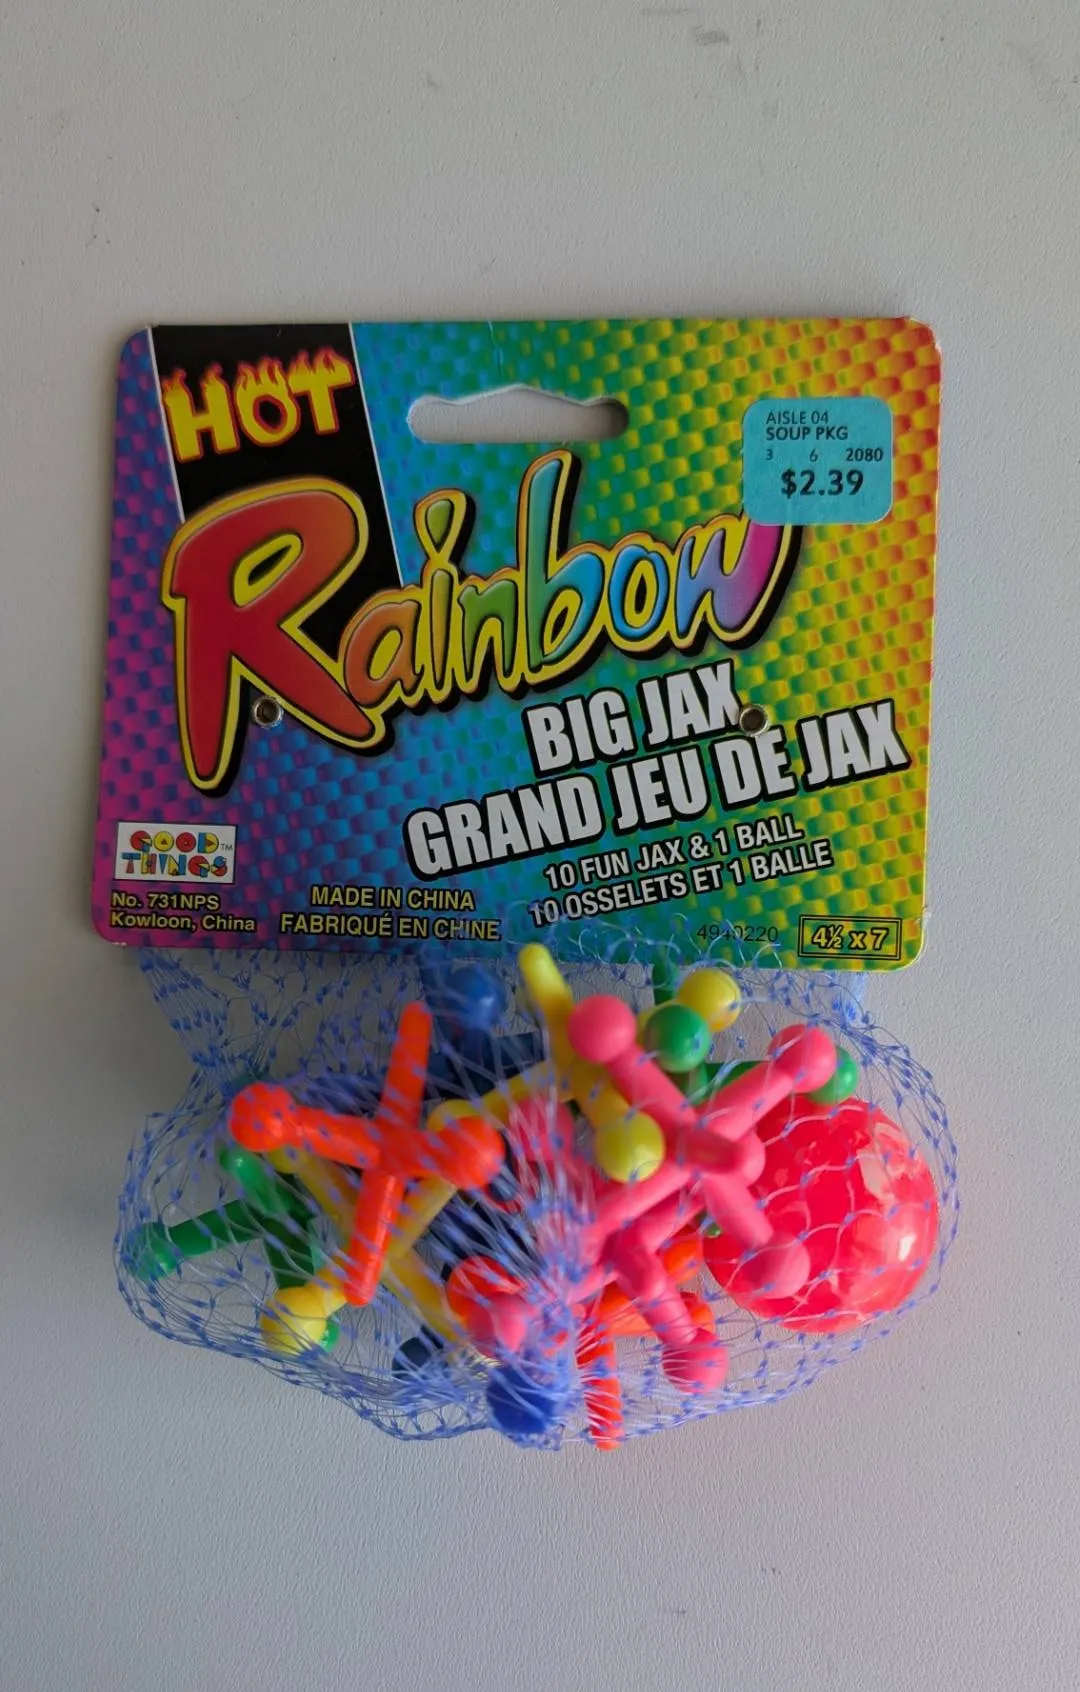 HOT
Rainbow
AISLE 04
SOUP PKG
3 6 2080
$2.39
BIG JAX
GRAND JEU DE JAX
10 FUN JAX & 1 BALL
10 OSSELETS ET 1 BALLE
GOOD™
THINGS
No. 731NPS
Kowloon, China
MADE IN CHINA
FABRIQUÉ EN CHINE
4940220
4½ x 7